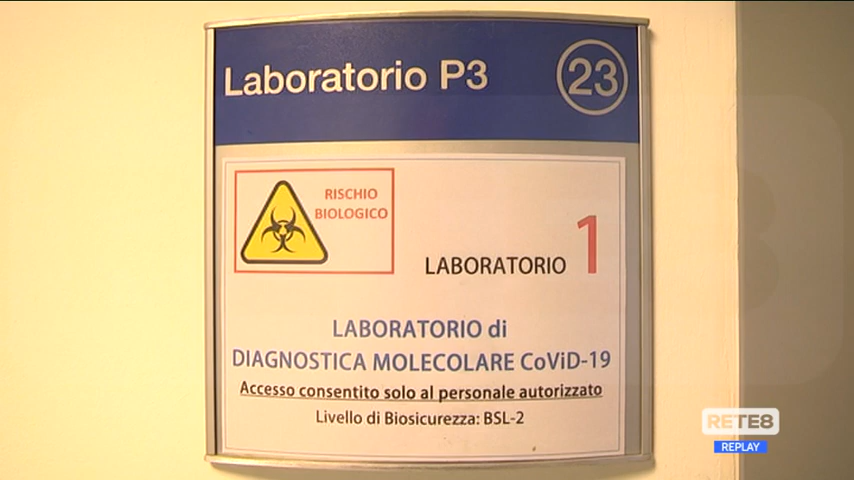 Laboratorio P3
23
RISCHIO
BIOLOGICO
LABORATORIO 1
LABORATORIO di
DIAGNOSTICA MOLECOLARE CoViD-19
Accesso consentito solo al personale autorizzato
Livello di Biosicurezza: BSL-2
RETE8
REPLAY